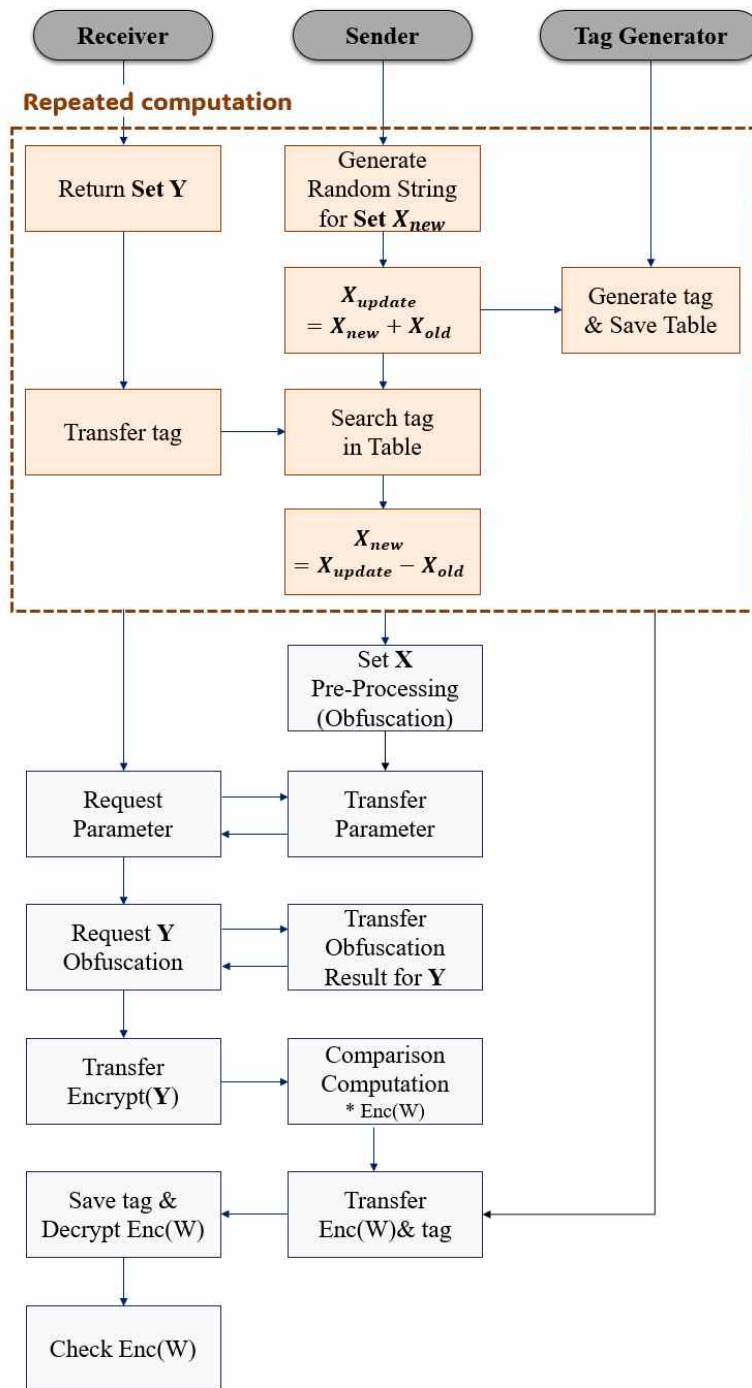 Receiver
Sender
Tag Generator
Repeated computation
Return Set Y
Generate
Random String
for Set X_new
X_update
= X_new + X_old
Generate tag
& Save Table
Transfer tag
Search tag
in Table
X_new
= X_update − X_old
Set X
Pre-Processing
(Obfuscation)
Request
Parameter
Transfer
Parameter
Request Y
Obfuscation
Transfer
Obfuscation
Result for Y
Transfer
Encrypt(Y)
Comparison
Computation
* Enc(W)
Save tag &
Decrypt Enc(W)
Transfer
Enc(W)& tag
Check Enc(W)